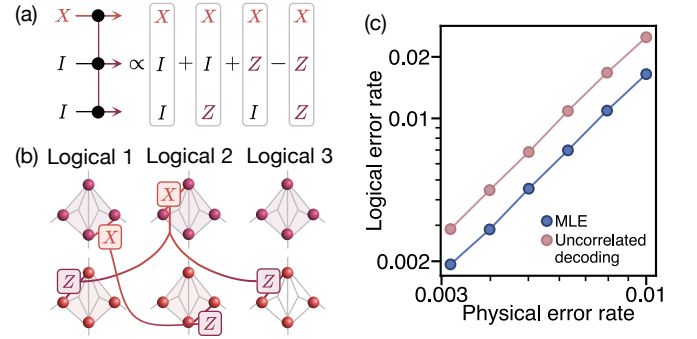 (a)
X X X X X
I ∝ I + I + Z − Z
I I Z I Z
(b) Logical 1 Logical 2 Logical 3
X
X
Z Z
Z
(c)
Logical error rate
0.02
0.01
0.002
MLE
Uncorrelated
decoding
0.003 0.01
Physical error rate